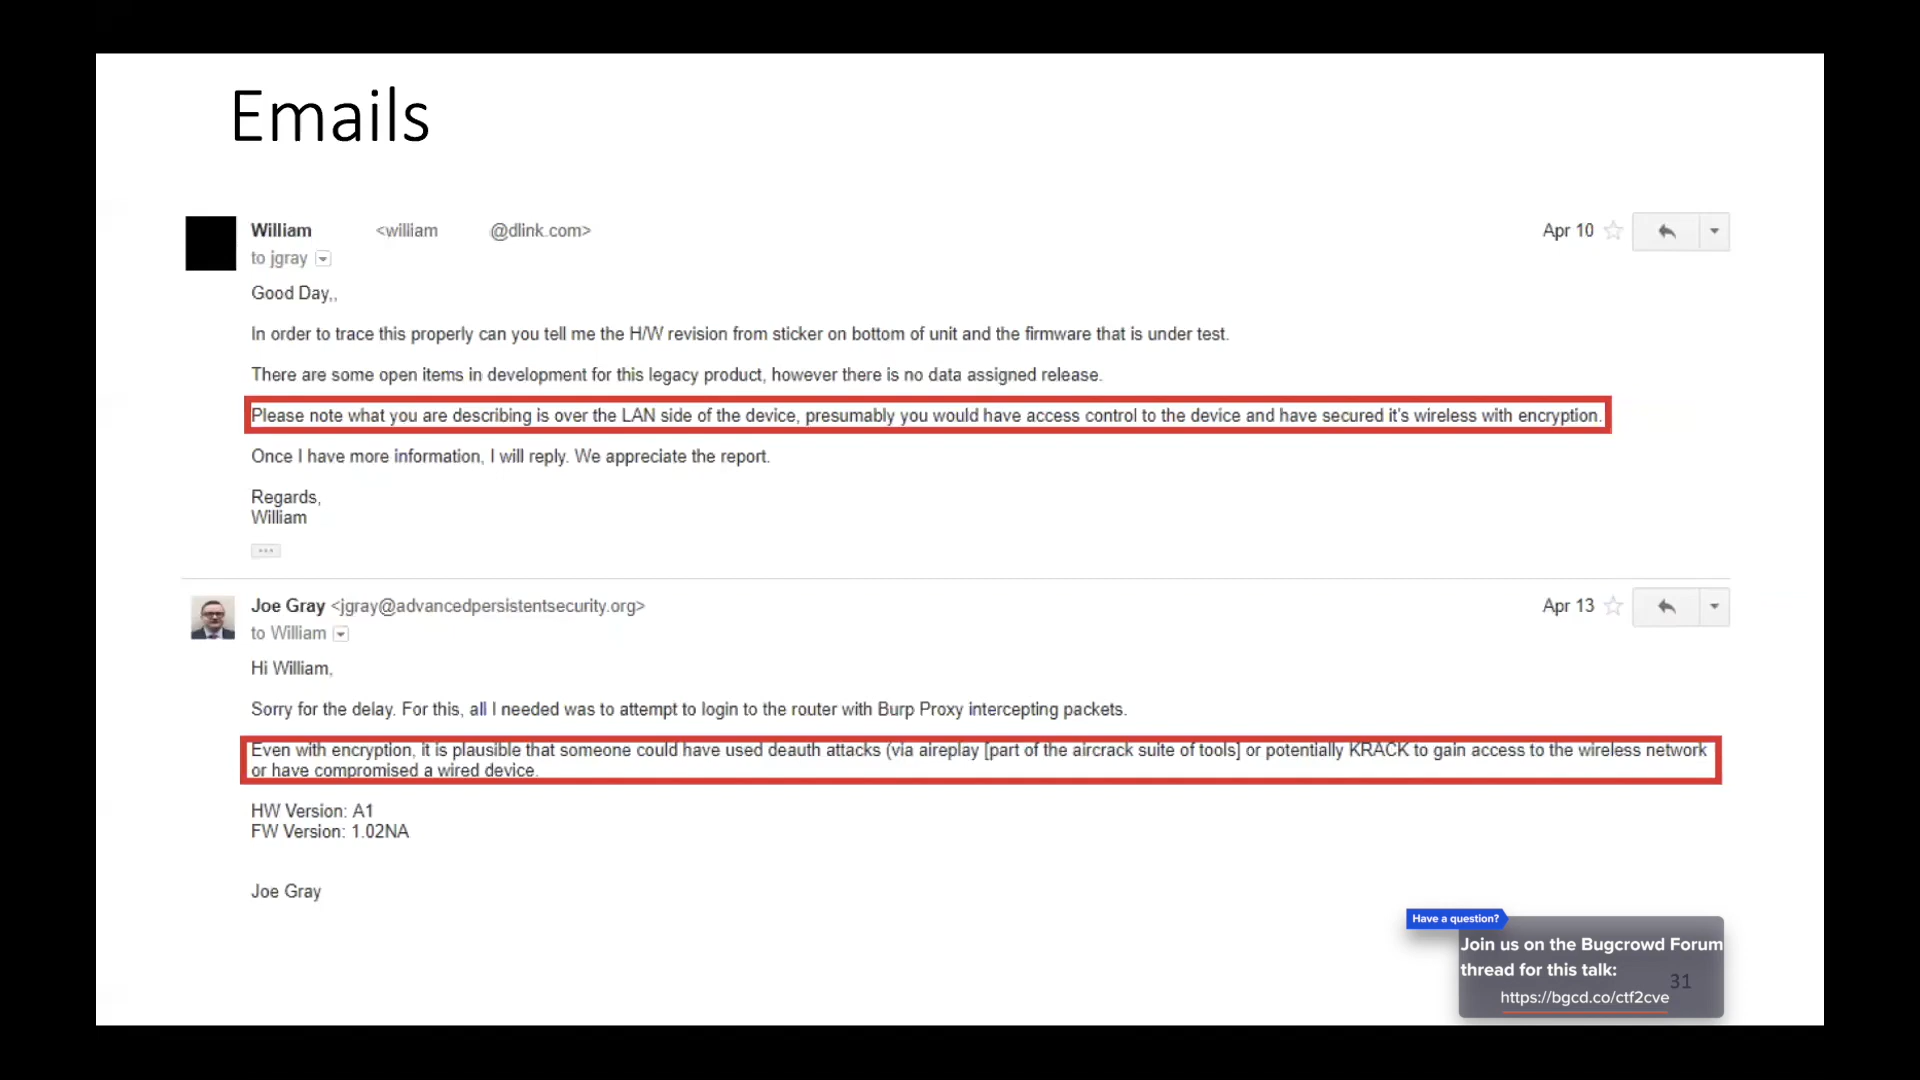 Emails
William <william @dlink.com> Apr 10
to jgray
Good Day,,
In order to trace this properly can you tell me the H/W revision from sticker on bottom of unit and the firmware that is under test.
There are some open items in development for this legacy product, however there is no data assigned release.
Please note what you are describing is over the LAN side of the device, presumably you would have access control to the device and have secured it's wireless with encryption.
Once I have more information, I will reply. We appreciate the report.
Regards,
William
Joe Gray <jgray@advancedpersistentsecurity.org> Apr 13
to William
Hi William,
Sorry for the delay. For this, all I needed was to attempt to login to the router with Burp Proxy intercepting packets.
Even with encryption, it is plausible that someone could have used deauth attacks (via aireplay [part of the aircrack suite of tools] or potentially KRACK to gain access to the wireless network
or have compromised a wired device.
HW Version: A1
FW Version: 1.02NA
Joe Gray
Have a question?
Join us on the Bugcrowd Forum
thread for this talk:
31
https://bgcd.co/ctf2cve